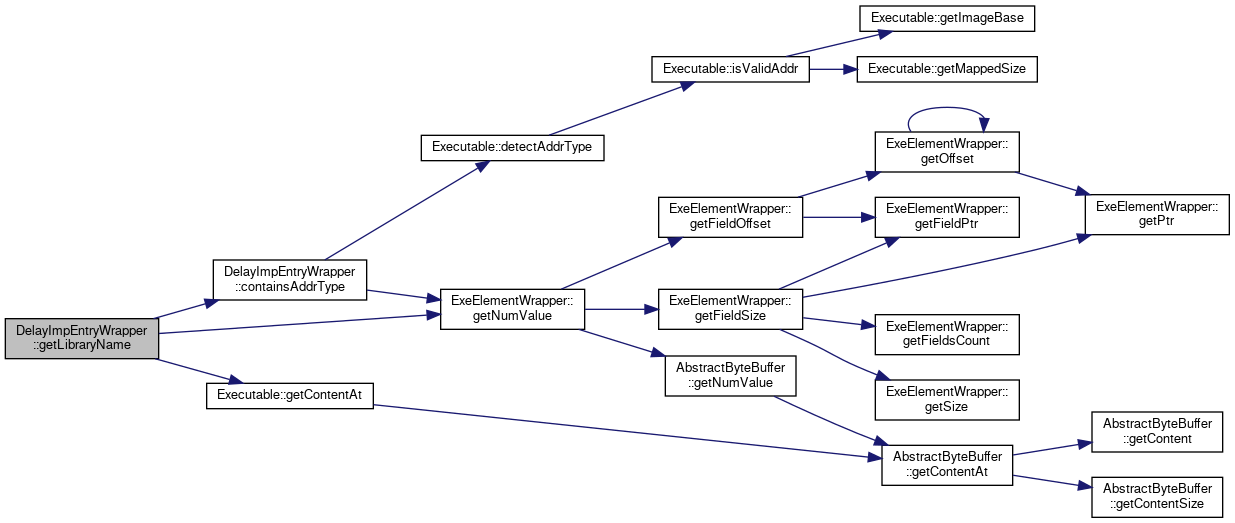 DelayImpEntryWrapper
::getLibraryName
DelayImpEntryWrapper
::containsAddrType
Executable::getContentAt
Executable::detectAddrType
ExeElementWrapper::
getNumValue
Executable::isValidAddr
ExeElementWrapper::
getFieldOffset
ExeElementWrapper::
getFieldSize
AbstractByteBuffer
::getNumValue
Executable::getImageBase
Executable::getMappedSize
ExeElementWrapper::
getOffset
ExeElementWrapper::
getFieldPtr
ExeElementWrapper::
getFieldsCount
ExeElementWrapper::
getSize
AbstractByteBuffer
::getContentAt
ExeElementWrapper::
getPtr
AbstractByteBuffer
::getContent
AbstractByteBuffer
::getContentSize